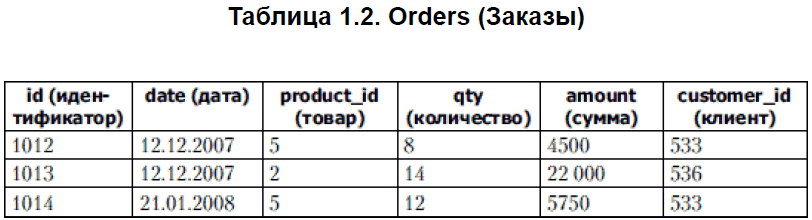 Таблица 1.2. Orders (Заказы)
id (иден- date (дата) product_id qty amount customer_id
тификатор) (товар) (количество) (сумма) (клиент)
1012 12.12.2007 5 8 4500 533
1013 12.12.2007 2 14 22 000 536
1014 21.01.2008 5 12 5750 533